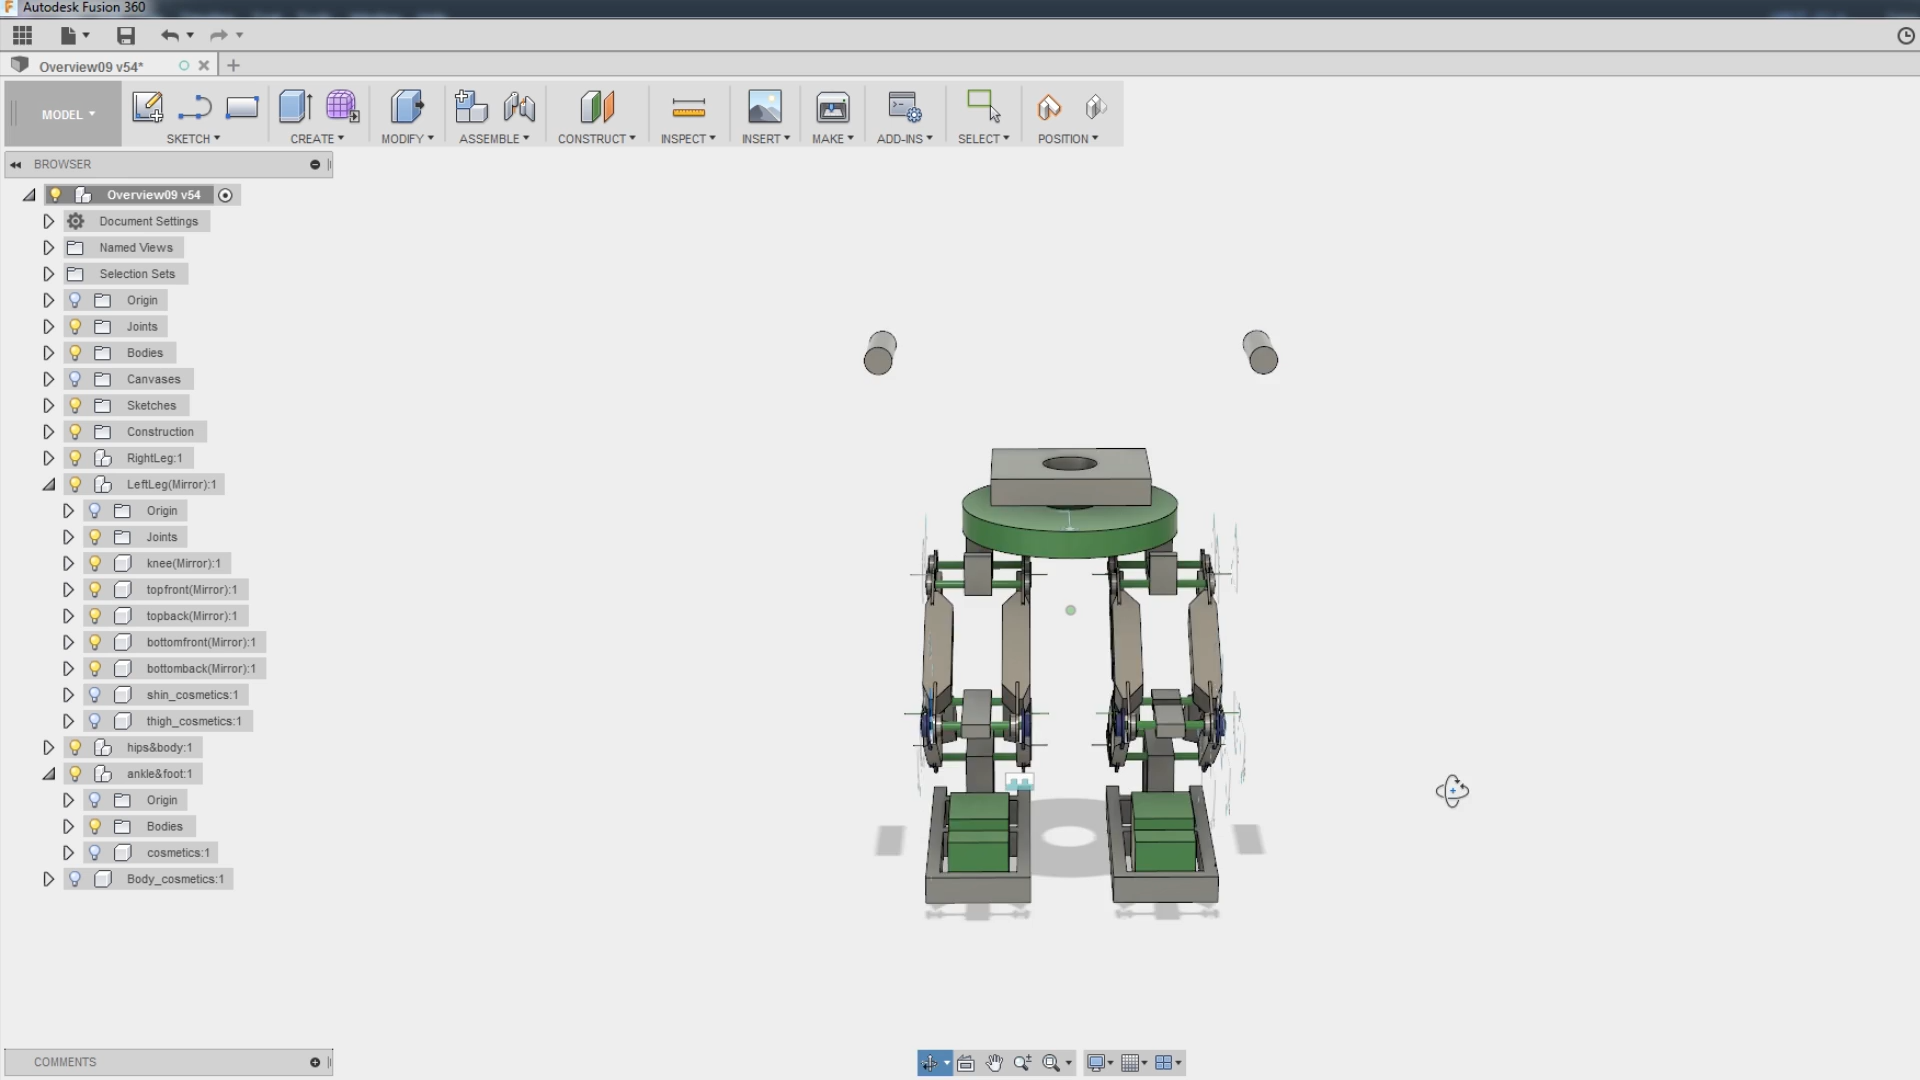 Autodesk Fusion 360
Overview09 v54*
MODEL
SKETCH
CREATE
MODIFY
ASSEMBLE
CONSTRUCT
INSPECT
INSERT
MAKE
ADD-INS
SELECT
POSITION
BROWSER
Overview09 v54
Document Settings
Named Views
Selection Sets
Origin
Joints
Bodies
Canvases
Sketches
Construction
RightLeg:1
LeftLeg(Mirror):1
Origin
Joints
knee(Mirror):1
topfront(Mirror):1
topback(Mirror):1
bottomfront(Mirror):1
bottomback(Mirror):1
shin_cosmetics:1
thigh_cosmetics:1
hips&body:1
ankle&foot:1
Origin
Bodies
cosmetics:1
Body_cosmetics:1
COMMENTS